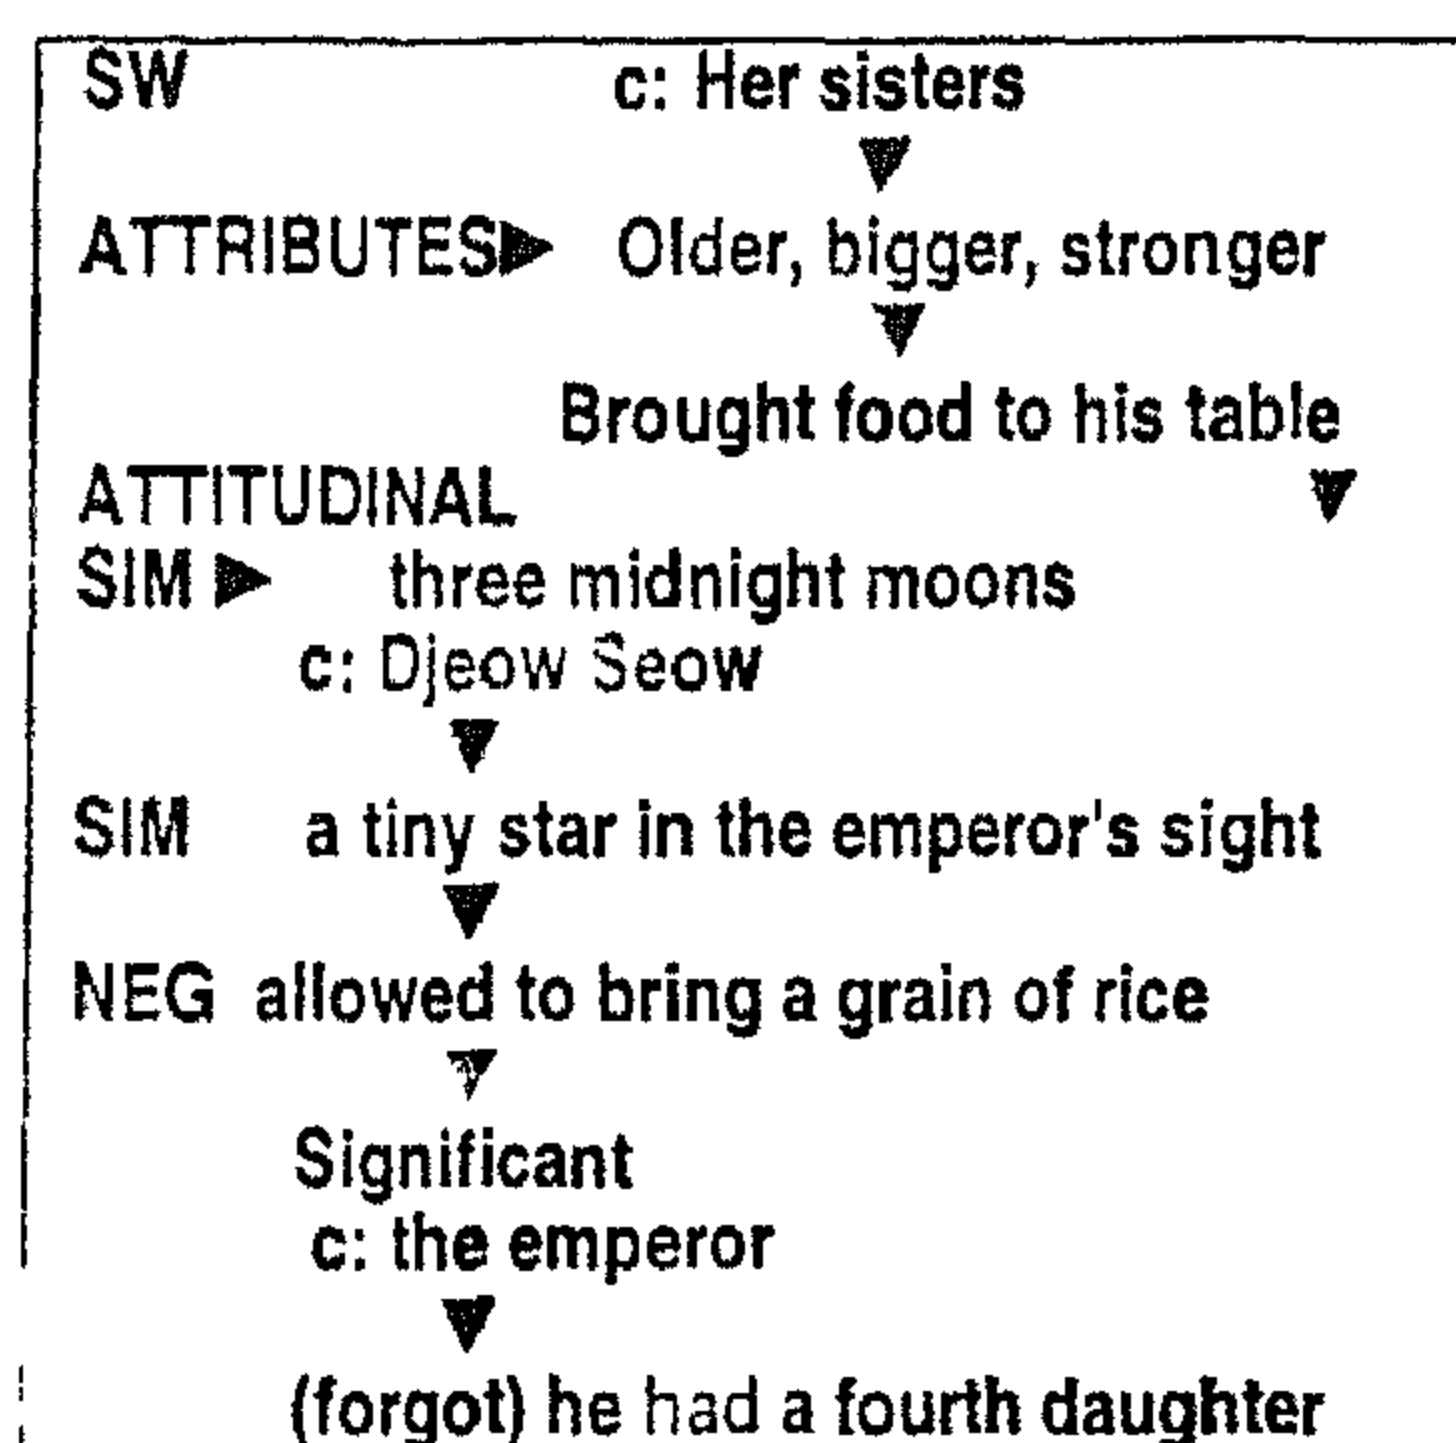 SW c: Her sisters
ATTRIBUTES Older, bigger, stronger
Brought food to his table
ATTITUDINAL
SIM three midnight moons
c: Djeow Seow
SIM a tiny star in the emperor's sight
NEG allowed to bring a grain of rice
Significant
c: the emperor
(forgot) he had a fourth daughter